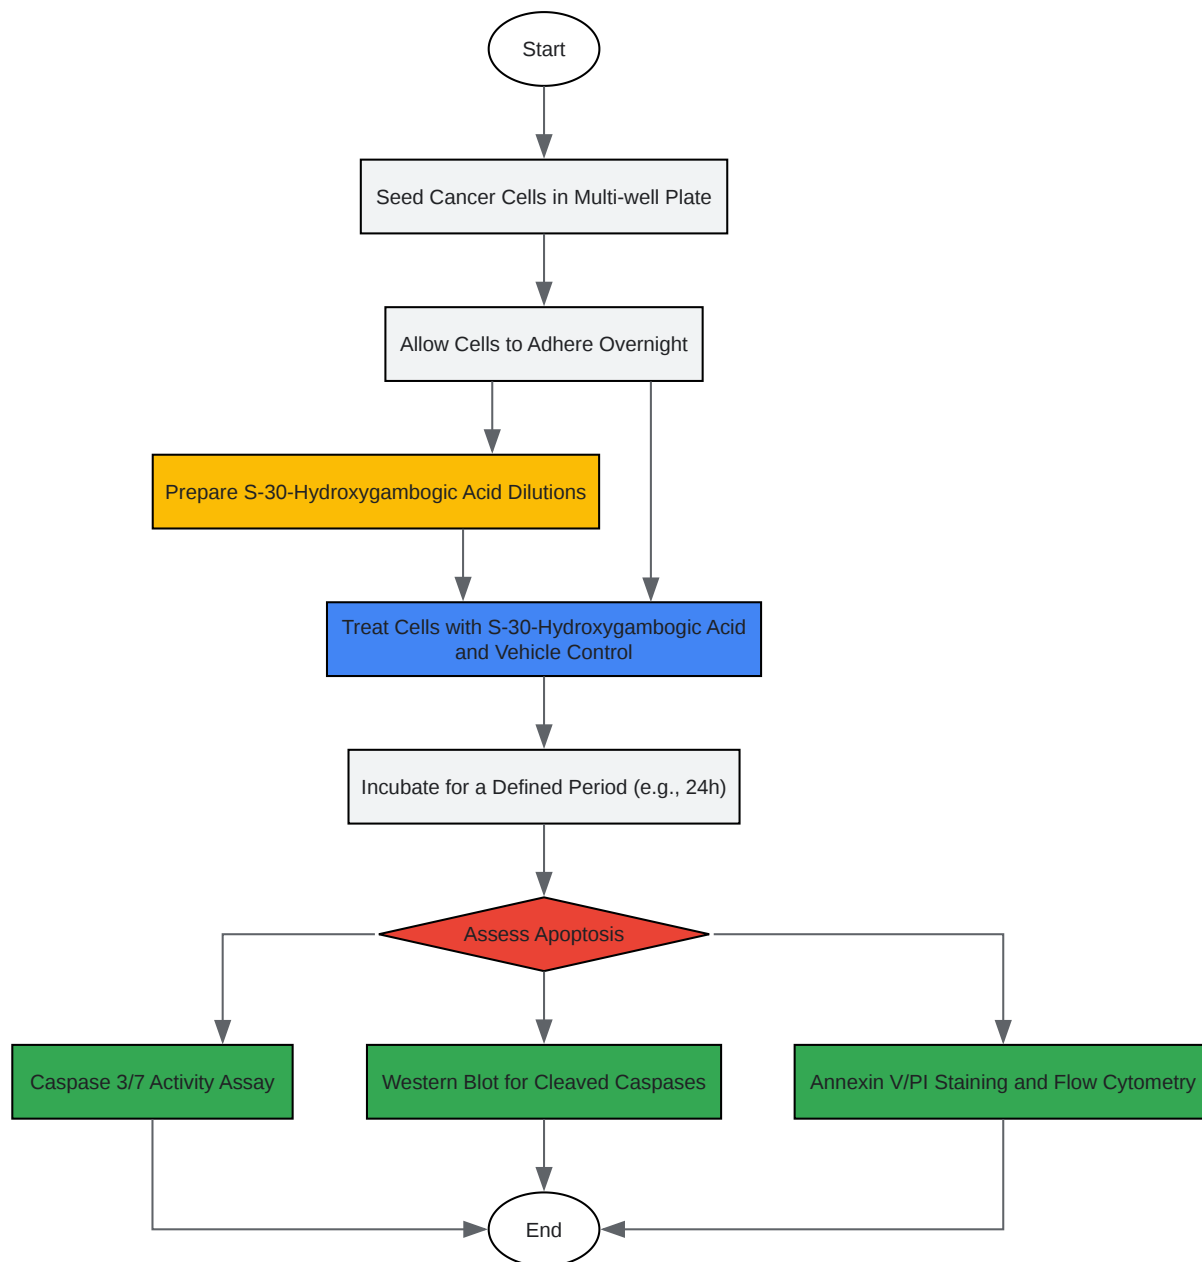 Start
Seed Cancer Cells in Multi-well Plate
Allow Cells to Adhere Overnight
Prepare S-30-Hydroxygambogic Acid Dilutions
Treat Cells with S-30-Hydroxygambogic Acid
and Vehicle Control
Incubate for a Defined Period (e.g., 24h)
Assess Apoptosis
Caspase 3/7 Activity Assay
Western Blot for Cleaved Caspases
Annexin V/PI Staining and Flow Cytometry
End